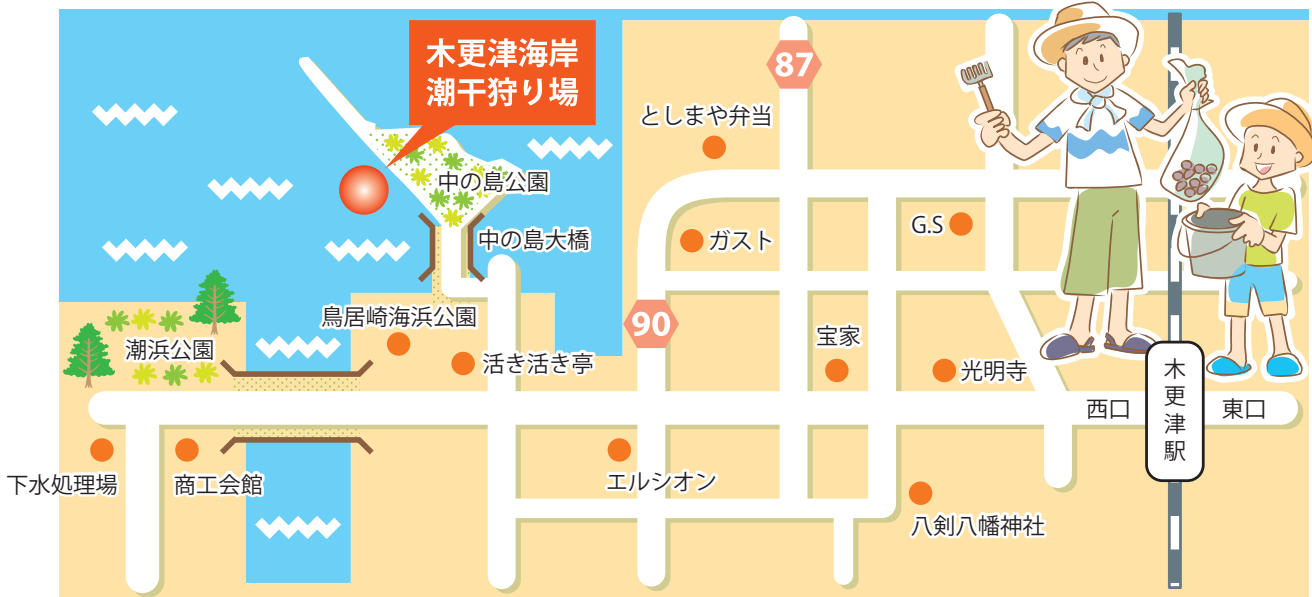 木更津海岸
潮干狩り場
87
としまや弁当
中の島公園
G.S
中の島大橋
ガスト
鳥居崎海浜公園
90
宝家
潮浜公園
活き活き亭
光明寺
西口
木更津駅
東口
下水処理場
商工会館
エルシオン
八剣八幡神社